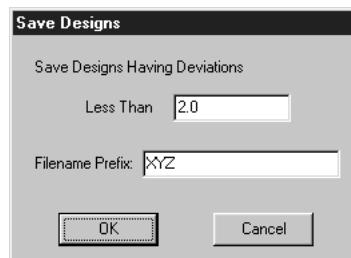 Save Designs
Save Designs Having Deviations
Less Than 2.0
Filename Prefix: XYZ
OK Cancel